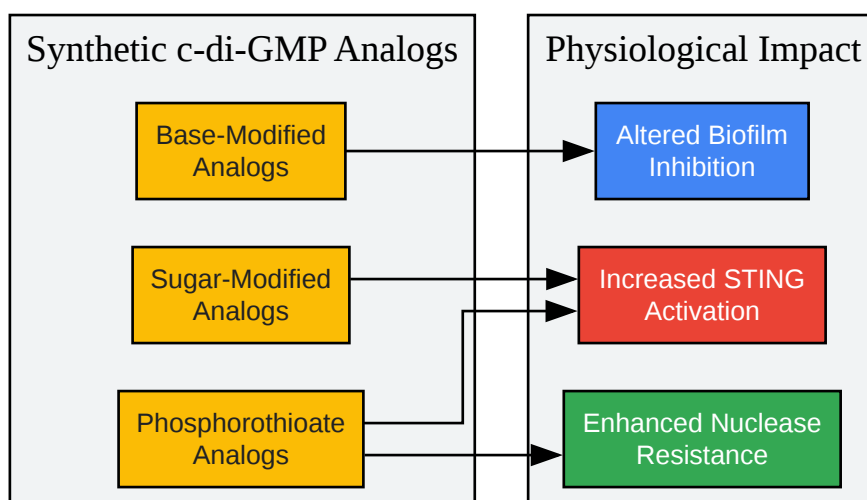 Synthetic c-di-GMP Analogs
Base-Modified
Analogs
Sugar-Modified
Analogs
Phosphorothioate
Analogs
Physiological Impact
Altered Biofilm
Inhibition
Increased STING
Activation
Enhanced Nuclease
Resistance